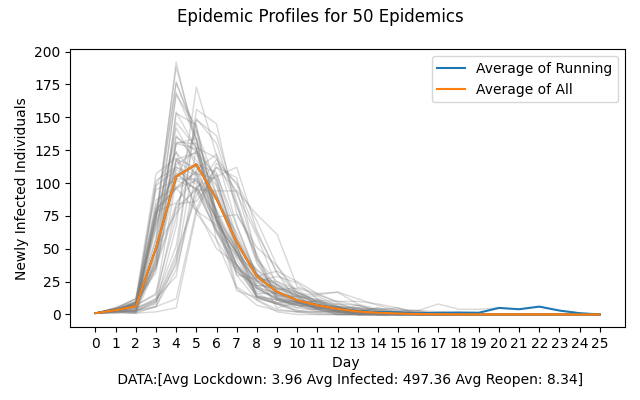 Epidemic Profiles for 50 Epidemics
200
175
150
125
100
75
50
25
0
Newly Infected Individuals
Average of Running
Average of All
0 1 2 3 4 5 6 7 8 9 10 11 12 13 14 15 16 17 18 19 20 21 22 23 24 25
Day
DATA:[Avg Lockdown: 3.96 Avg Infected: 497.36 Avg Reopen: 8.34]